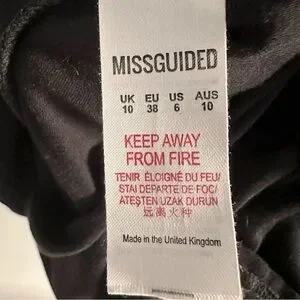 MISSGUIDED
UK EU US AUS
10 38 6 10
KEEP AWAY
FROM FIRE
TENIR ÉLOIGNÉ DU FEU/
STAI DEPARTE DE FOC/
ATEŞTEN UZAK DURUN
远离火种
Made in the United Kingdom